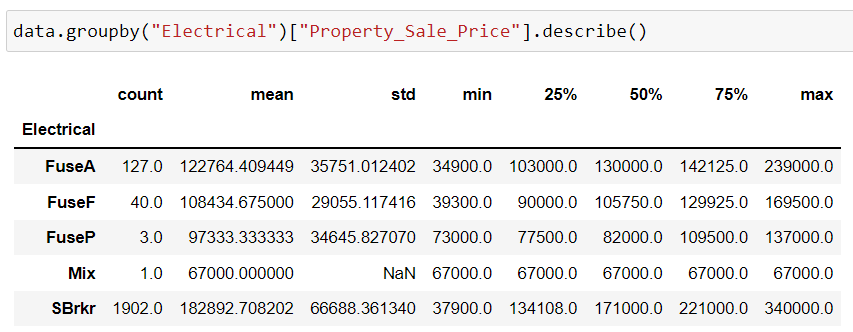 data.groupby("Electrical")["Property_Sale_Price"].describe()
count mean std min 25% 50% 75% max
Electrical
FuseA 127.0 122764.409449 35751.012402 34900.0 103000.0 130000.0 142125.0 239000.0
FuseF 40.0 108434.675000 29055.117416 39300.0 90000.0 105750.0 129925.0 169500.0
FuseP 3.0 97333.333333 34645.827070 73000.0 77500.0 82000.0 109500.0 137000.0
Mix 1.0 67000.000000 NaN 67000.0 67000.0 67000.0 67000.0 67000.0
SBrkr 1902.0 182892.708202 66688.361340 37900.0 134108.0 171000.0 221000.0 340000.0